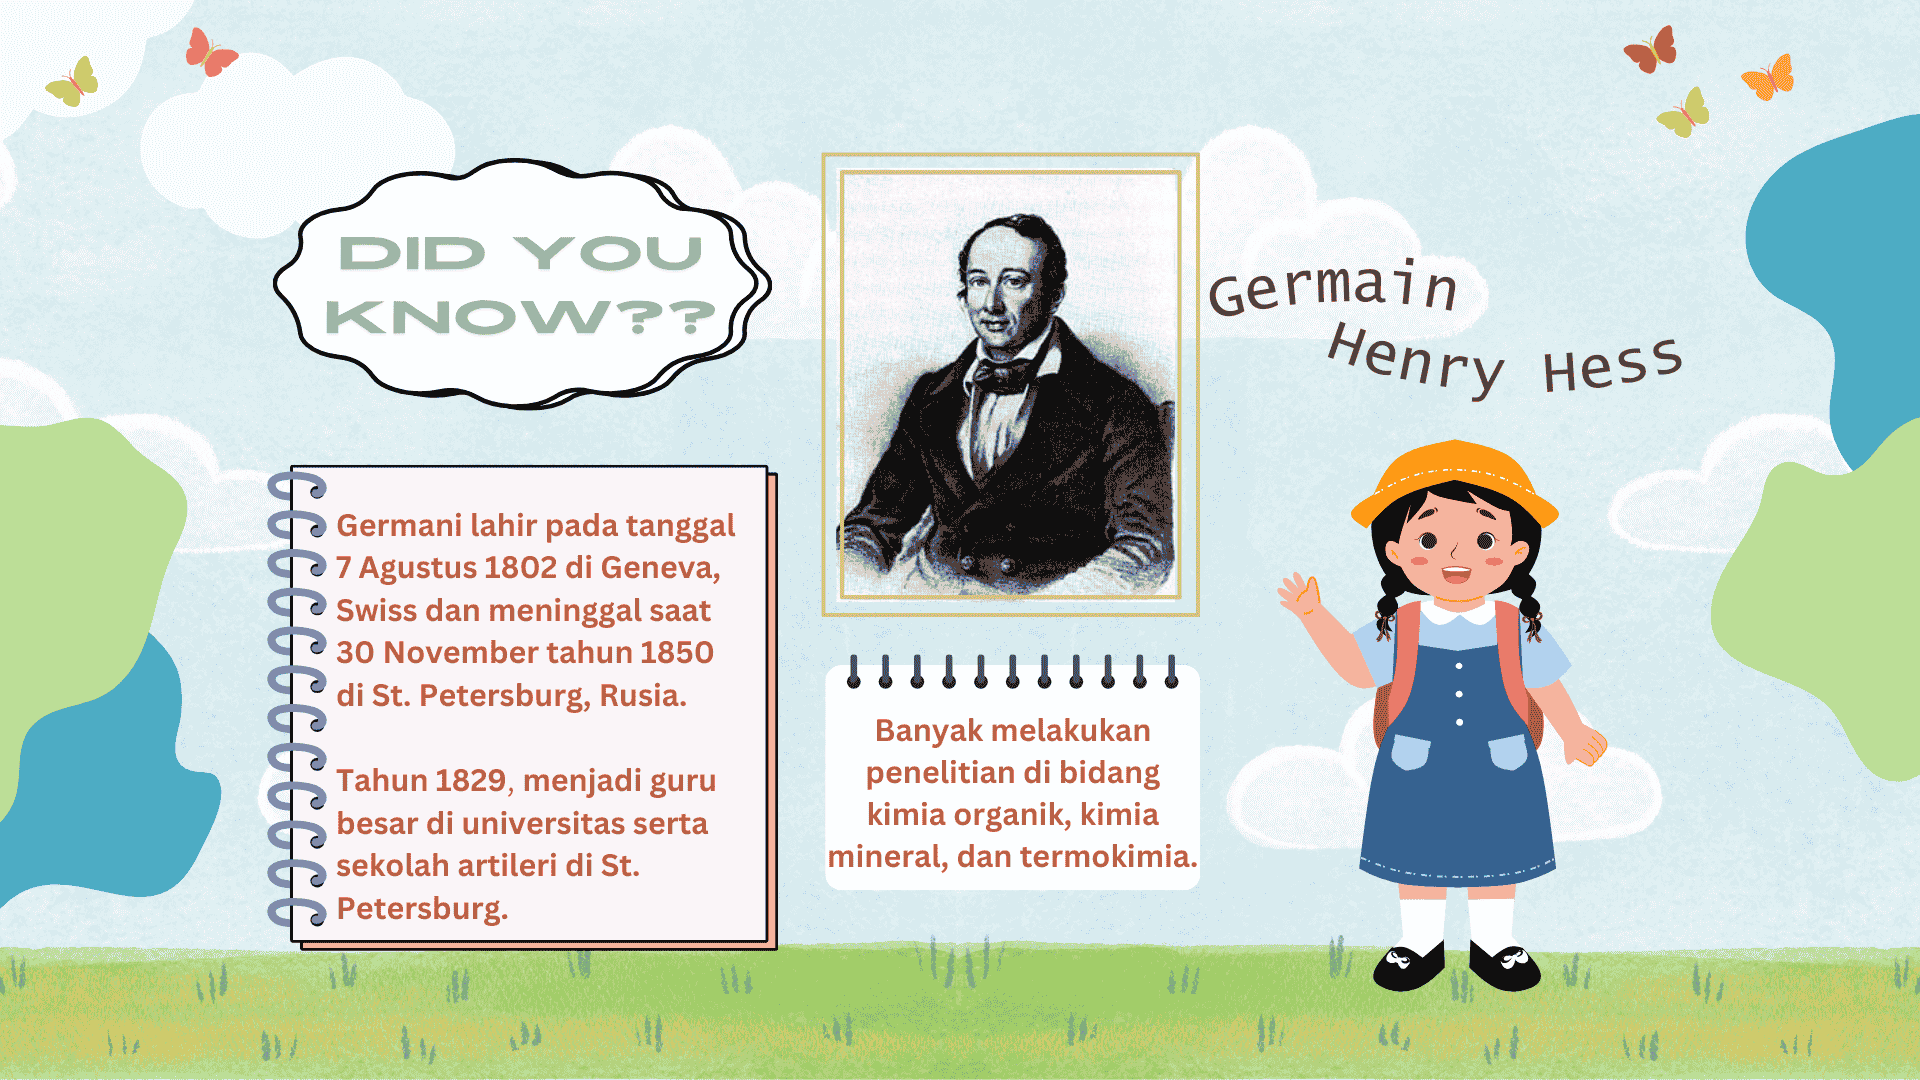 DID YOU
KNOW??
Germani lahir pada tanggal
7 Agustus 1802 di Geneva,
Swiss dan meninggal saat
30 November tahun 1850
di St. Petersburg, Rusia.
Tahun 1829, menjadi guru
besar di universitas serta
sekolah artileri di St.
Petersburg.
Germain
Henry Hess
Banyak melakukan
penelitian di bidang
kimia organik, kimia
mineral, dan termokimia.